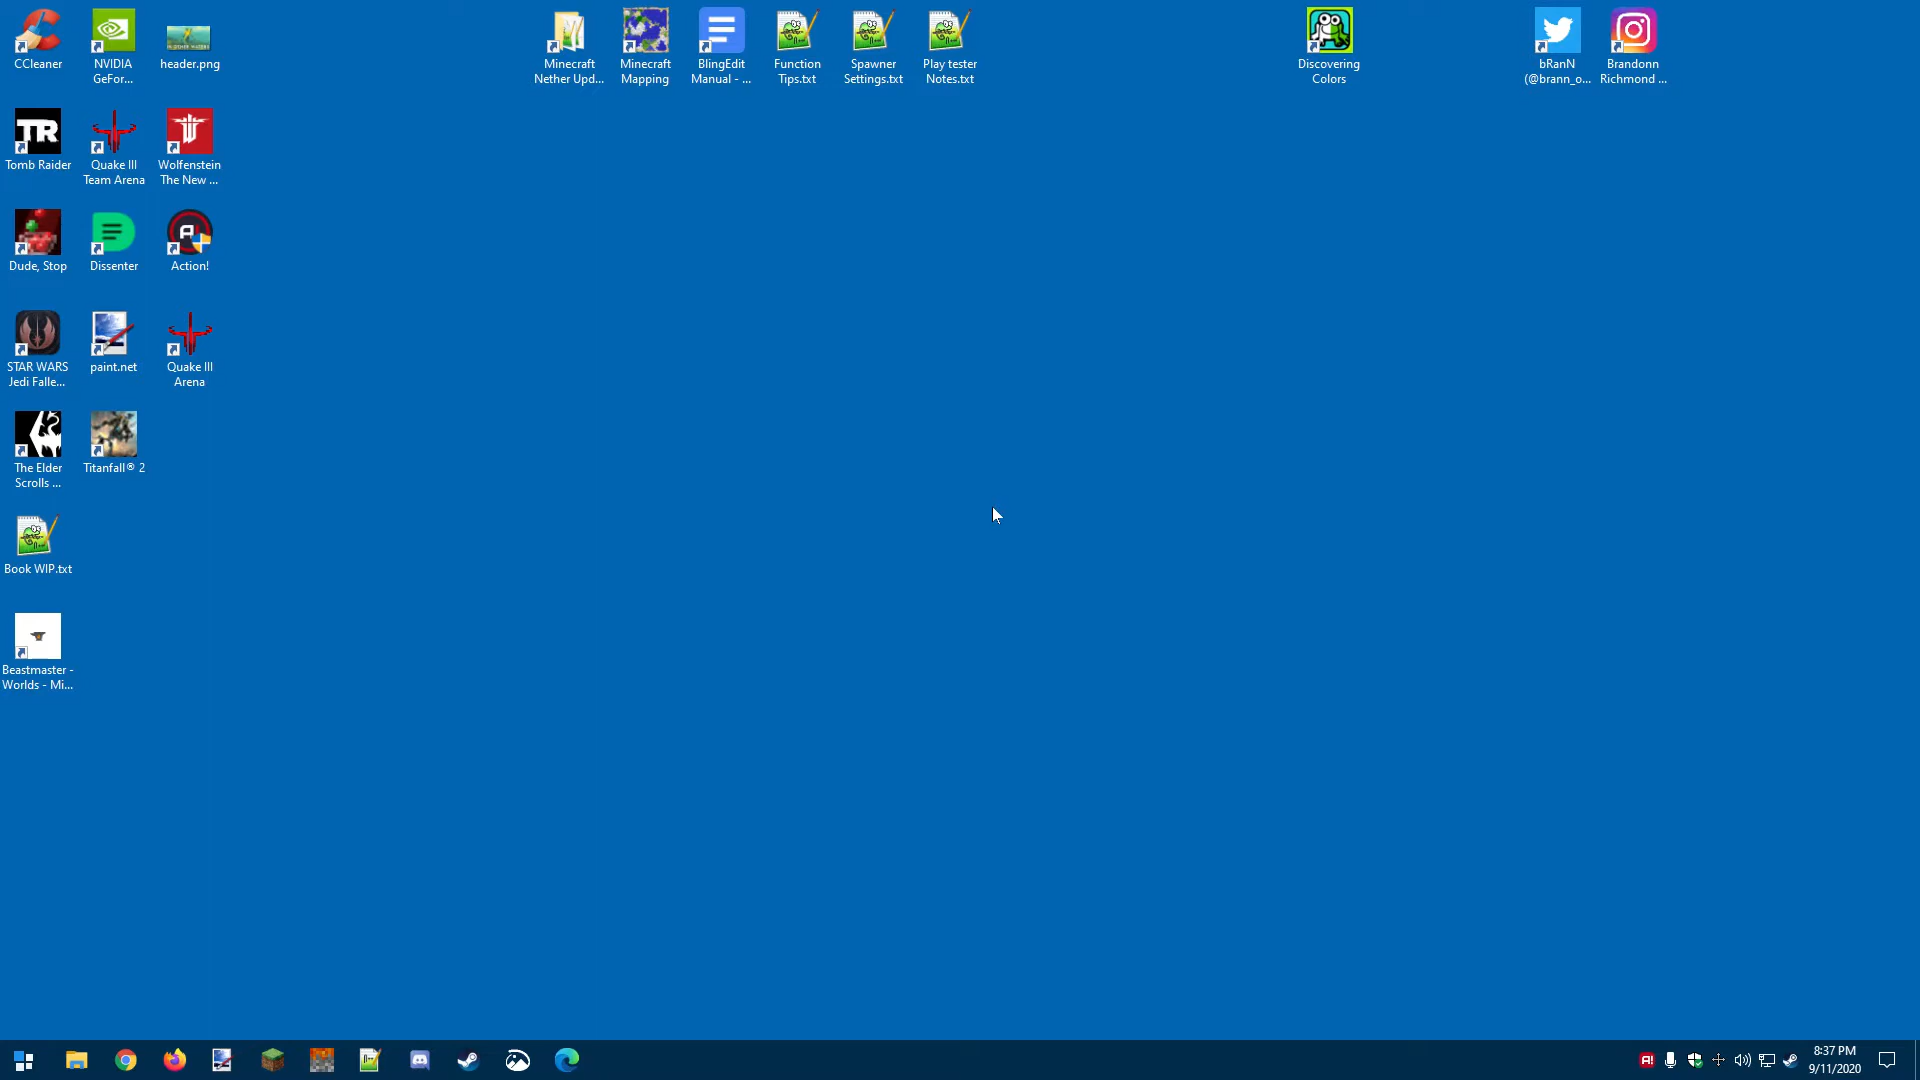 CCleaner
NVIDIA
GeFor...
header.png
Minecraft
Nether Upd...
Minecraft
Mapping
BlingEdit
Manual - ...
Function
Tips.txt
Spawner
Settings.txt
Play tester
Notes.txt
Discovering
Colors
bRanN
(@brann_o...
Brandonn
Richmond ...
TR
Tomb Raider
Quake III
Team Arena
Wolfenstein
The New ...
Dude, Stop
Dissenter
Action!
STAR WARS
Jedi Falle...
paint.net
Quake III
Arena
The Elder
Scrolls ...
Titanfall® 2
Book WIP.txt
Beastmaster -
Worlds - Mi...
8:37 PM
9/11/2020